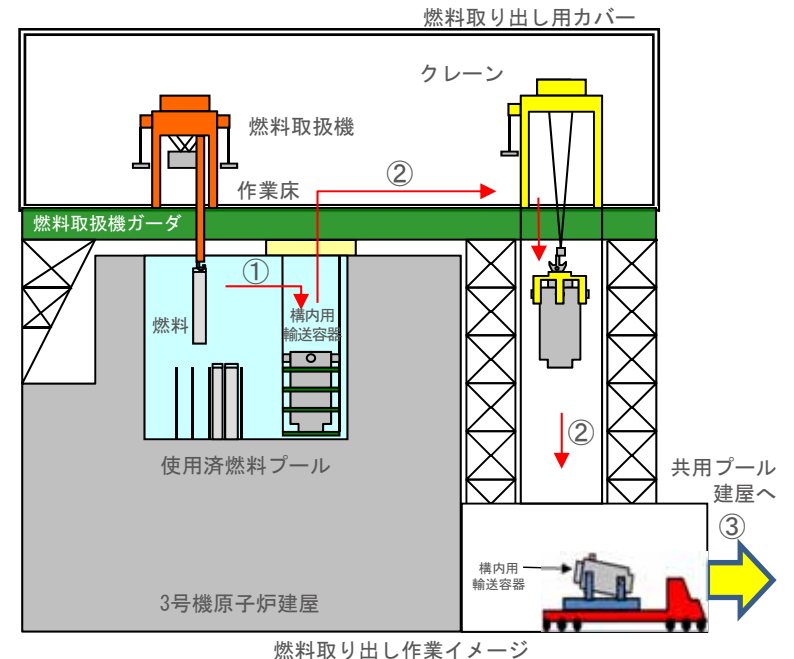 燃料取り出し用カバー
クレーン
燃料取扱機
②
作業床
燃料取扱機ガーダ
①
燃料
構内用
輸送容器
②
使用済燃料プール
共用プール
建屋へ
③
構内用
輸送容器
3号機原子炉建屋
燃料取り出し作業イメージ